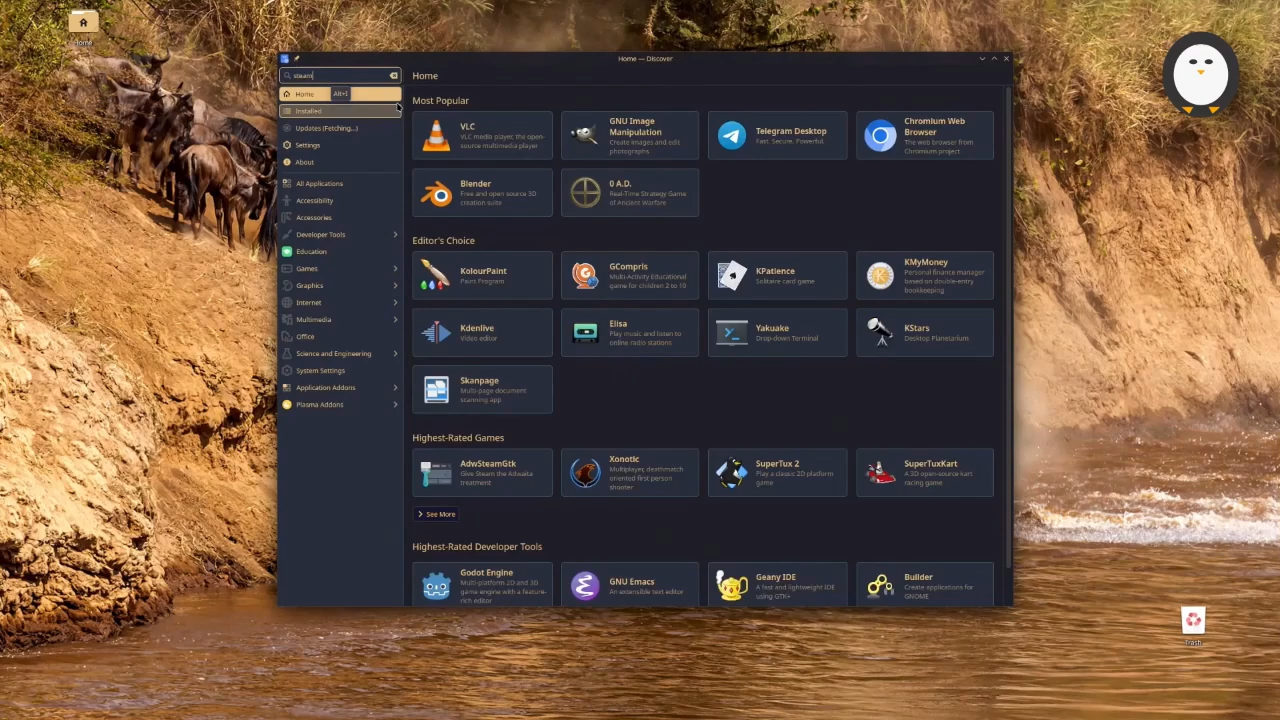 Home
Home — Discover
steam
Home
Alt+I
Installed
Updates (Fetching...)
Settings
About
All Applications
Accessibility
Accessories
Developer Tools
Education
Games
Graphics
Internet
Multimedia
Office
Science and Engineering
System Settings
Application Addons
Plasma Addons
Home
Most Popular
VLC
VLC media player, the open-
source multimedia player
GNU Image
Manipulation
Create images and edit
photographs
Telegram Desktop
Fast. Secure. Powerful.
Chromium Web
Browser
The web browser from
Chromium project
Blender
Free and open source 3D
creation suite
0 A.D.
Real-Time Strategy Game
of Ancient Warfare
Editor's Choice
KolourPaint
Paint Program
GCompris
Multi-Activity Educational
game for children 2 to 10
KPatience
Solitaire card game
KMyMoney
Personal finance manager
based on double-entry
bookkeeping
Kdenlive
Video editor
Elisa
Play music and listen to
online radio stations
Yakuake
Drop-down Terminal
KStars
Desktop Planetarium
Skanpage
Multi-page document
scanning app
Highest-Rated Games
AdwSteamGtk
Give Steam the Adwaita
treatment
Xonotic
Multiplayer, deathmatch
oriented first person
shooter
SuperTux 2
Play a classic 2D platform
game
SuperTuxKart
A 3D open-source kart
racing game
See More
Highest-Rated Developer Tools
Godot Engine
Multi-platform 2D and 3D
game engine with a feature-
rich editor
GNU Emacs
An extensible text editor
Geany IDE
A fast and lightweight IDE
using GTK+
Builder
Create applications for
GNOME
Trash